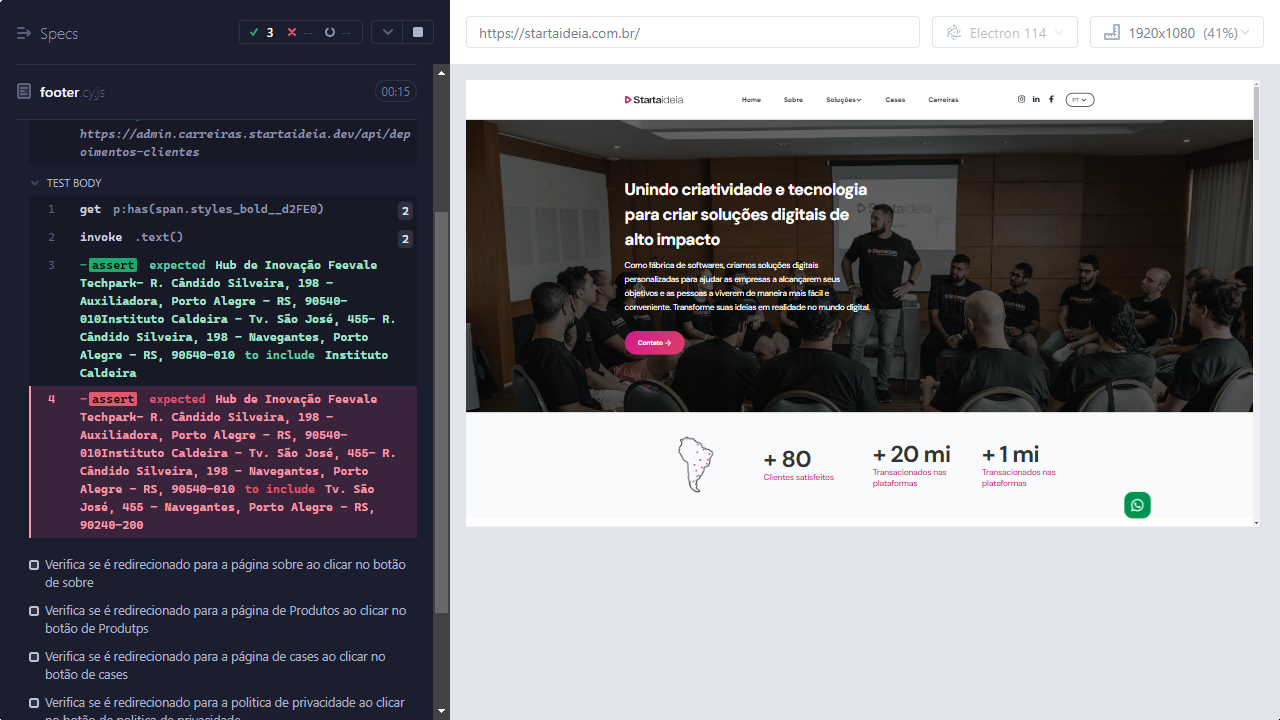 Specs
3
--
--
https://startaideia.com.br/
Electron 114
1920x1080 (41%)
footer.cy.js
00:15
https://admin.carreiras.startaideia.dev/api/dep
oimentos-clientes
TEST BODY
1 get p:has(span.styles_bold__d2FE0) 2
2 invoke .text() 2
3 -assert expected Hub de Inovação Feevale
Techpark- R. Cândido Silveira, 198 -
Auxiliadora, Porto Alegre - RS, 90540-
010Instituto Caldeira - Tv. São José, 455- R.
Cândido Silveira, 198 - Navegantes, Porto
Alegre - RS, 90540-010 to include Instituto
Caldeira
4 -assert expected Hub de Inovação Feevale
Techpark- R. Cândido Silveira, 198 -
Auxiliadora, Porto Alegre - RS, 90540-
010Instituto Caldeira - Tv. São José, 455- R.
Cândido Silveira, 198 - Navegantes, Porto
Alegre - RS, 90540-010 to include Tv. São
José, 455 - Navegantes, Porto Alegre - RS,
90240-200
Verifica se é redirecionado para a página sobre ao clicar no botão
de sobre
Verifica se é redirecionado para a página de Produtos ao clicar no
botão de Produtps
Verifica se é redirecionado para a página de cases ao clicar no
botão de cases
Verifica se é redirecionado para a politica de privacidade ao clicar
no botão de politica de privacidade
Startaideia
Home
Sobre
Soluções
Cases
Carreiras
PT
Unindo criatividade e tecnologia
para criar soluções digitais de
alto impacto
Como fábrica de softwares, criamos soluções digitais
personalizadas para ajudar as empresas a alcançarem seus
objetivos e as pessoas a viverem de maneira mais fácil e
conveniente. Transforme suas ideias em realidade no mundo digital.
Contato →
Startaideia
+ 80
Clientes satisfeitos
+ 20 mi
Transacionados nas
plataformas
+ 1 mi
Transacionados nas
plataformas